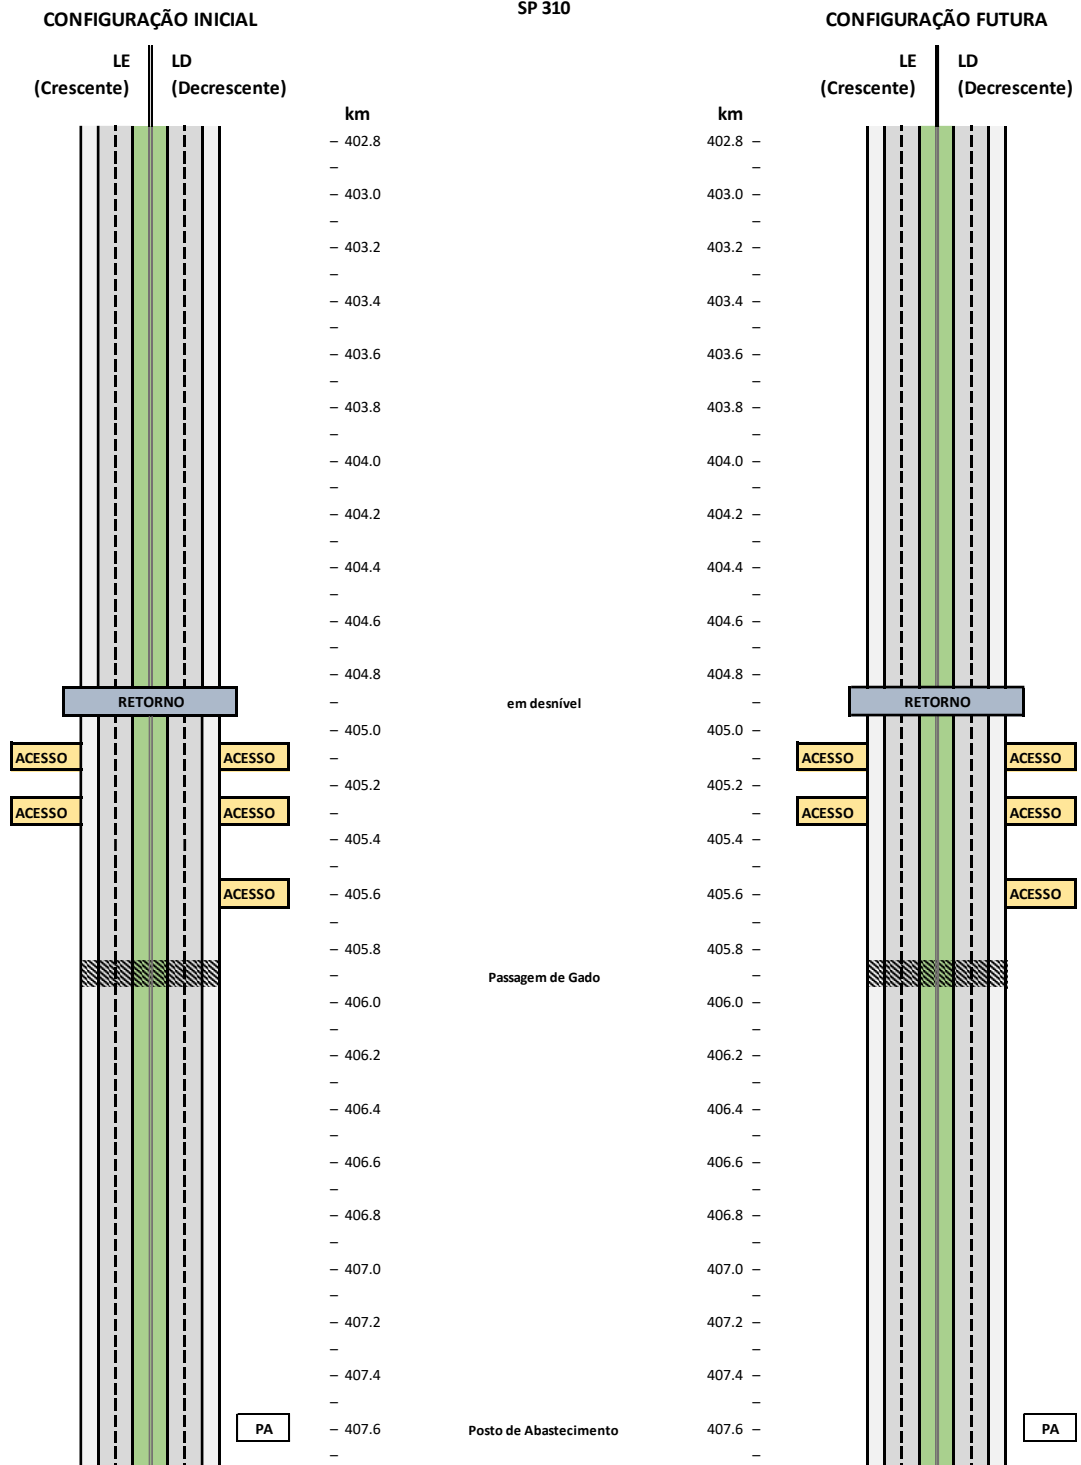 SP 310
CONFIGURAÇÃO INICIAL CONFIGURAÇÃO FUTURA
LE LD LE LD
(Crescente) (Decrescente) (Crescente) (Decrescente)
km km
– 402.8 402.8 –
– –
– 403.0 403.0 –
– –
– 403.2 403.2 –
– –
– 403.4 403.4 –
– –
– 403.6 403.6 –
– –
– 403.8 403.8 –
– –
– 404.0 404.0 –
– –
– 404.2 404.2 –
– –
– 404.4 404.4 –
– –
– 404.6 404.6 –
– –
– 404.8 404.8 –
RETORNO – em desnível – RETORNO
– 405.0 405.0 –
ACESSO ACESSO – – ACESSO ACESSO
– 405.2 405.2 –
ACESSO ACESSO – – ACESSO ACESSO
– 405.4 405.4 –
– –
ACESSO – 405.6 405.6 – ACESSO
– –
– 405.8 405.8 –
– Passagem de Gado –
– 406.0 406.0 –
– –
– 406.2 406.2 –
– –
– 406.4 406.4 –
– –
– 406.6 406.6 –
– –
– 406.8 406.8 –
– –
– 407.0 407.0 –
– –
– 407.2 407.2 –
– –
– 407.4 407.4 –
– –
PA – 407.6 Posto de Abastecimento 407.6 – PA
– –